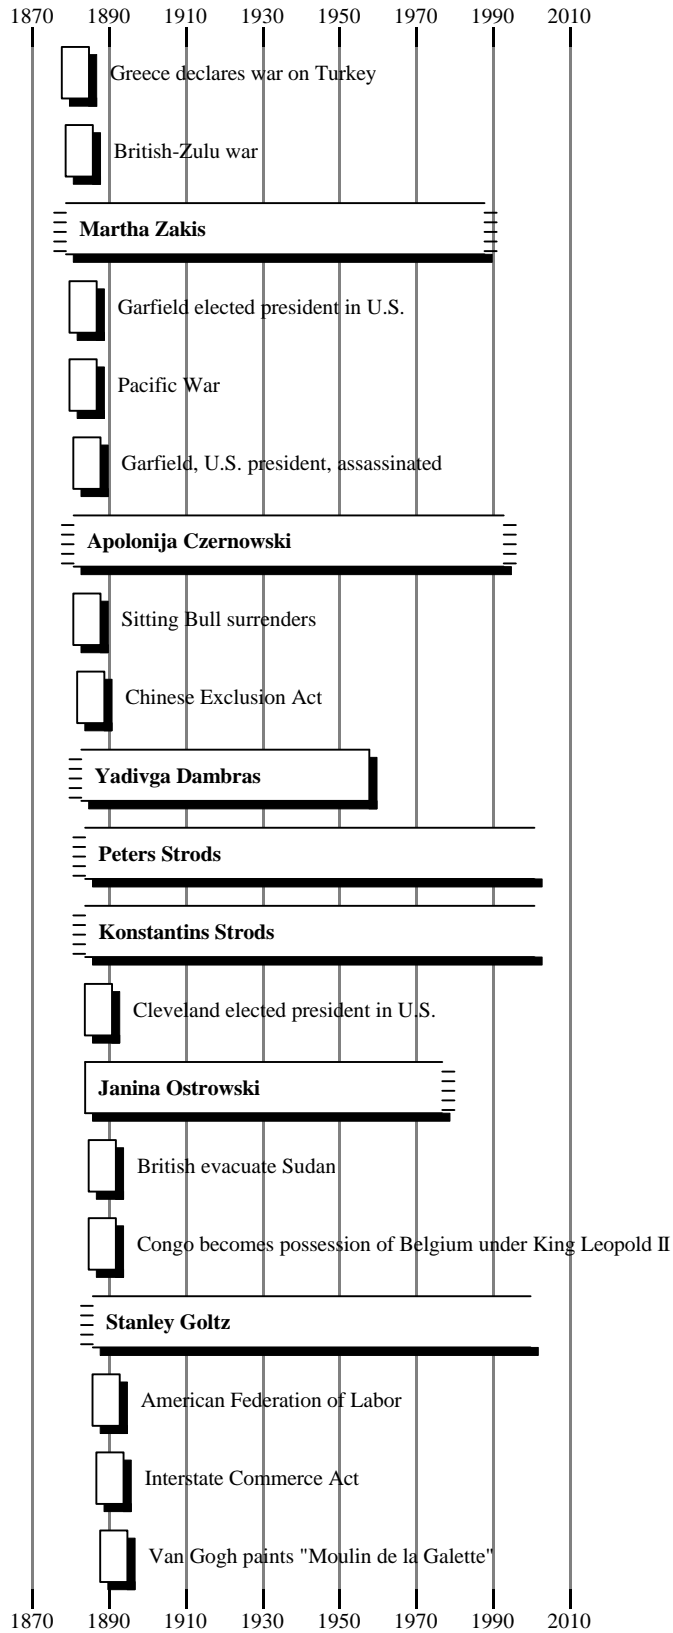 1870 1890 1910 1930 1950 1970 1990 2010
Greece declares war on Turkey
British-Zulu war
Martha Zakis
Garfield elected president in U.S.
Pacific War
Garfield, U.S. president, assassinated
Apolonija Czernowski
Sitting Bull surrenders
Chinese Exclusion Act
Yadivga Dambras
Peters Strods
Konstantins Strods
Cleveland elected president in U.S.
Janina Ostrowski
British evacuate Sudan
Congo becomes possession of Belgium under King Leopold II
Stanley Goltz
American Federation of Labor
Interstate Commerce Act
Van Gogh paints "Moulin de la Galette"
1870 1890 1910 1930 1950 1970 1990 2010